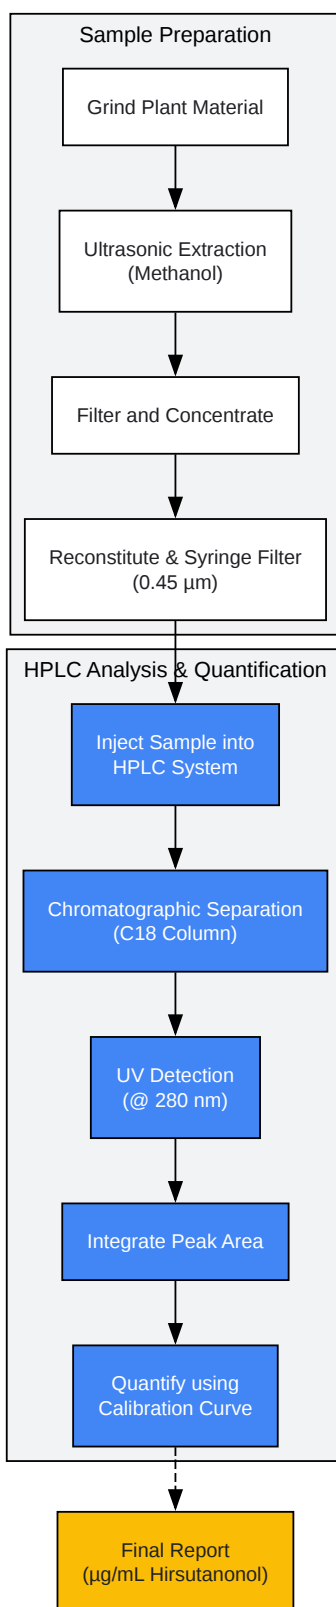 Sample Preparation
Grind Plant Material
Ultrasonic Extraction
(Methanol)
Filter and Concentrate
Reconstitute & Syringe Filter
(0.45 µm)
HPLC Analysis & Quantification
Inject Sample into
HPLC System
Chromatographic Separation
(C18 Column)
UV Detection
(@ 280 nm)
Integrate Peak Area
Quantify using
Calibration Curve
Final Report
(µg/mL Hirsutanonol)